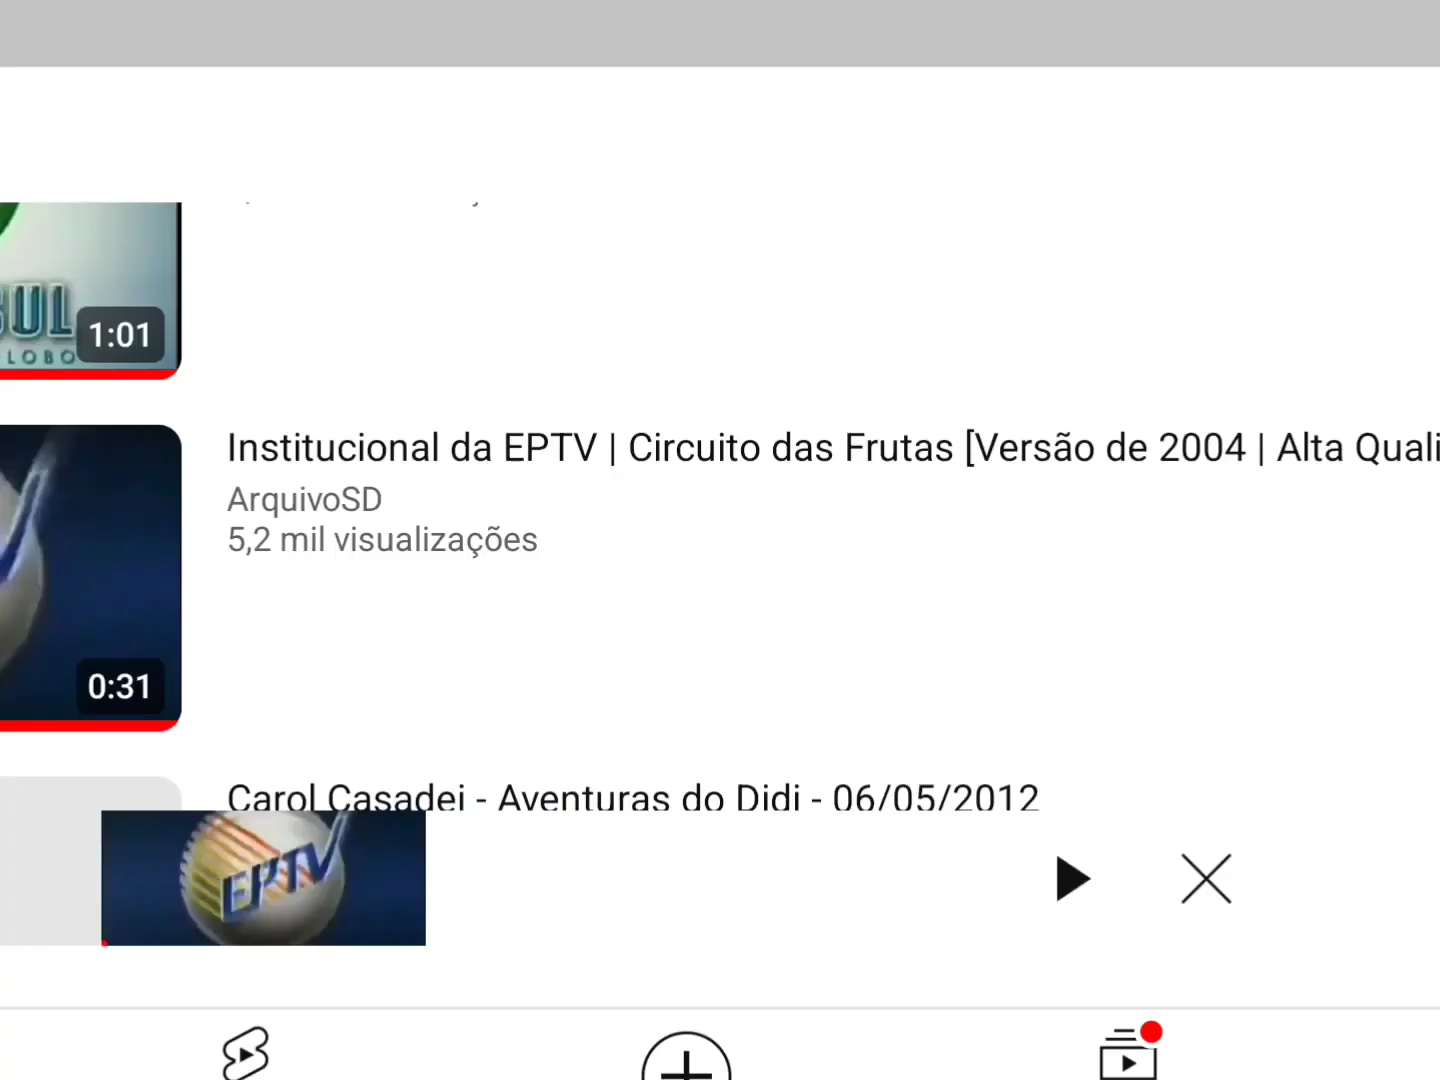 SUL
LOBO
1:01
Institucional da EPTV | Circuito das Frutas [Versão de 2004 | Alta Quali
ArquivoSD
5,2 mil visualizações
0:31
Carol Casadei - Aventuras do Didi - 06/05/2012
EPTV